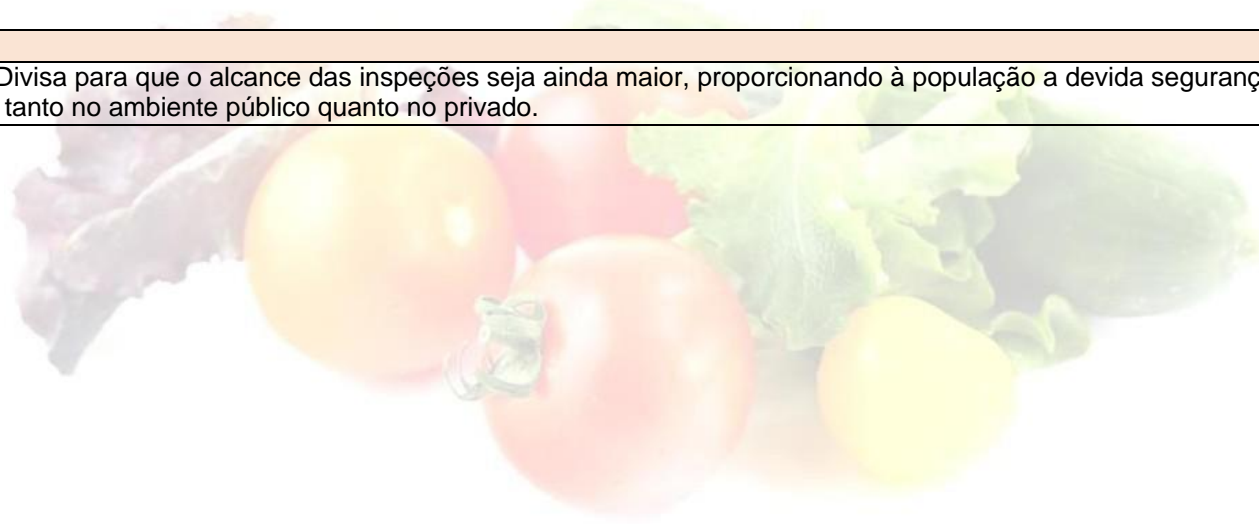 Divisa para que o alcance das inspeções seja ainda maior, proporcionando à população a devida seguranç
tanto no ambiente público quanto no privado.